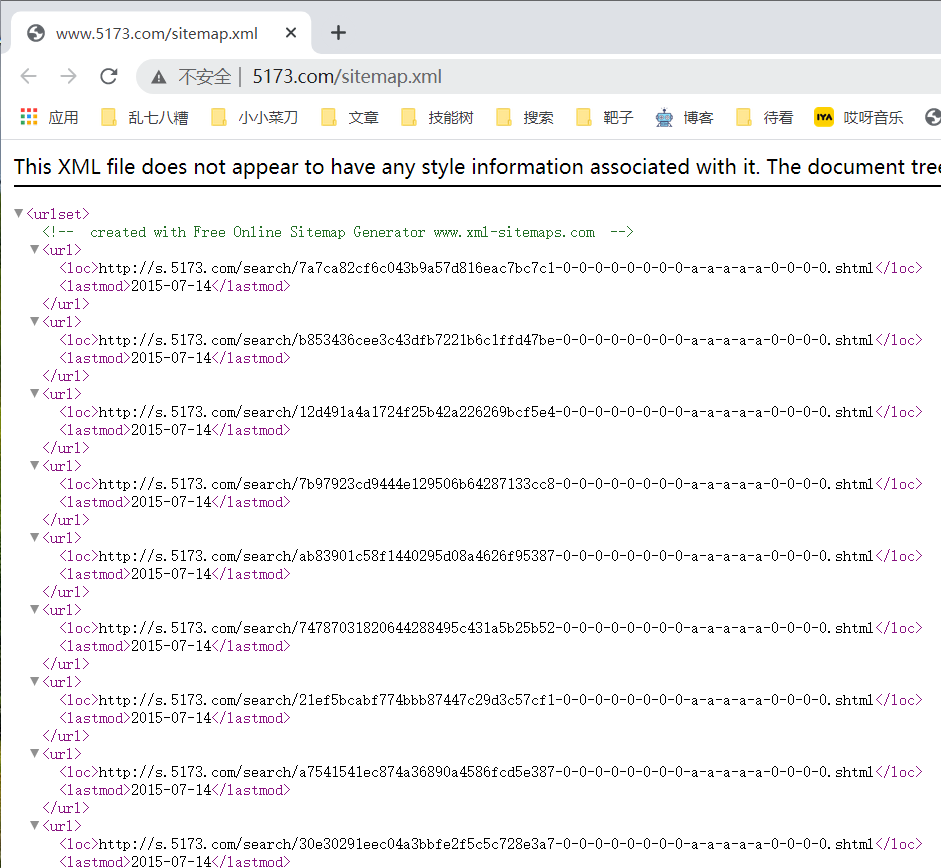 www.5173.com/sitemap.xml
不安全 | 5173.com/sitemap.xml
应用 乱七八糟 小小菜刀 文章 技能树 搜索 靶子 博客 待看 IYA 哎呀音乐
This XML file does not appear to have any style information associated with it. The document tree
<urlset>
<!-- created with Free Online Sitemap Generator www.xml-sitemaps.com -->
<url>
<loc>http://s.5173.com/search/7a7ca82cf6c043b9a57d816eac7bc7c1-0-0-0-0-0-0-0-0-a-a-a-a-a-0-0-0-0.shtml</loc>
<lastmod>2015-07-14</lastmod>
</url>
<url>
<loc>http://s.5173.com/search/b853436cee3c43dfb7221b6c1ffd47be-0-0-0-0-0-0-0-0-a-a-a-a-a-0-0-0-0.shtml</loc>
<lastmod>2015-07-14</lastmod>
</url>
<url>
<loc>http://s.5173.com/search/12d491a4a1724f25b42a226269bcf5e4-0-0-0-0-0-0-0-0-a-a-a-a-a-0-0-0-0.shtml</loc>
<lastmod>2015-07-14</lastmod>
</url>
<url>
<loc>http://s.5173.com/search/7b97923cd9444e129506b64287133cc8-0-0-0-0-0-0-0-0-a-a-a-a-a-0-0-0-0.shtml</loc>
<lastmod>2015-07-14</lastmod>
</url>
<url>
<loc>http://s.5173.com/search/ab83901c58f1440295d08a4626f95387-0-0-0-0-0-0-0-0-a-a-a-a-a-0-0-0-0.shtml</loc>
<lastmod>2015-07-14</lastmod>
</url>
<url>
<loc>http://s.5173.com/search/74787031820644288495c431a5b25b52-0-0-0-0-0-0-0-0-a-a-a-a-a-0-0-0-0.shtml</loc>
<lastmod>2015-07-14</lastmod>
</url>
<url>
<loc>http://s.5173.com/search/21ef5bcabf774bbb87447c29d3c57cf1-0-0-0-0-0-0-0-0-a-a-a-a-a-0-0-0-0.shtml</loc>
<lastmod>2015-07-14</lastmod>
</url>
<url>
<loc>http://s.5173.com/search/a7541541ec874a36890a4586fcd5e387-0-0-0-0-0-0-0-0-a-a-a-a-a-0-0-0-0.shtml</loc>
<lastmod>2015-07-14</lastmod>
</url>
<url>
<loc>http://s.5173.com/search/30e30291eec04a3bbfe2f5c5c728e3a7-0-0-0-0-0-0-0-0-a-a-a-a-a-0-0-0-0.shtml</loc>
<lastmod>2015-07-14</lastmod>